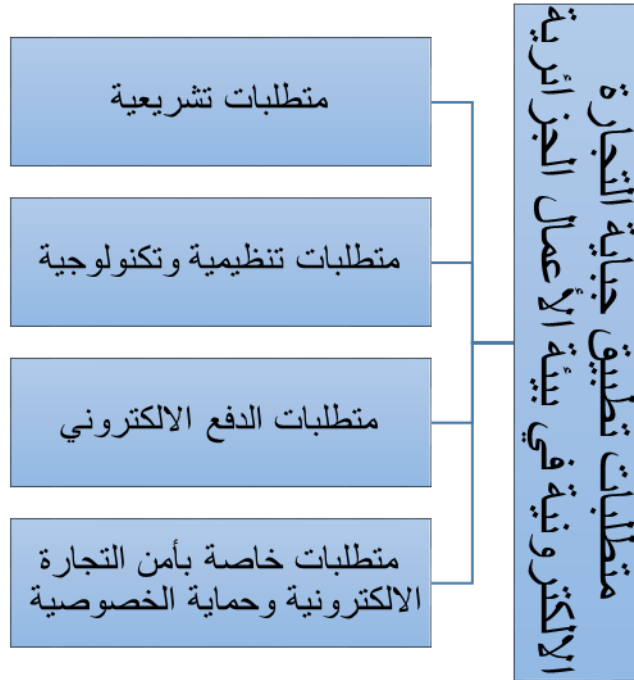 متطلبات تطبيق جباية التجارة
الالكترونية في بيئة الأعمال الجزائرية
متطلبات تشريعية
متطلبات تنظيمية وتكنولوجية
متطلبات الدفع الالكتروني
متطلبات خاصة بأمن التجارة
الالكترونية وحماية الخصوصية